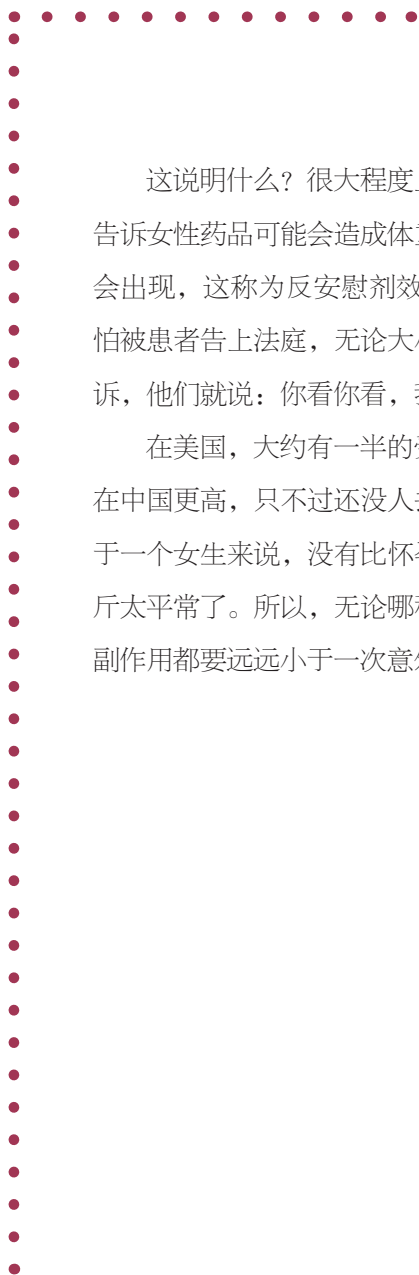 这说明什么？很大程度
告诉女性药品可能会造成体
会出现，这称为反安慰剂效
怕被患者告上法庭，无论大
诉，他们就说：你看你看，
在美国，大约有一半的
在中国更高，只不过还没人
于一个女生来说，没有比怀
斤太平常了。所以，无论哪
副作用都要远远小于一次意